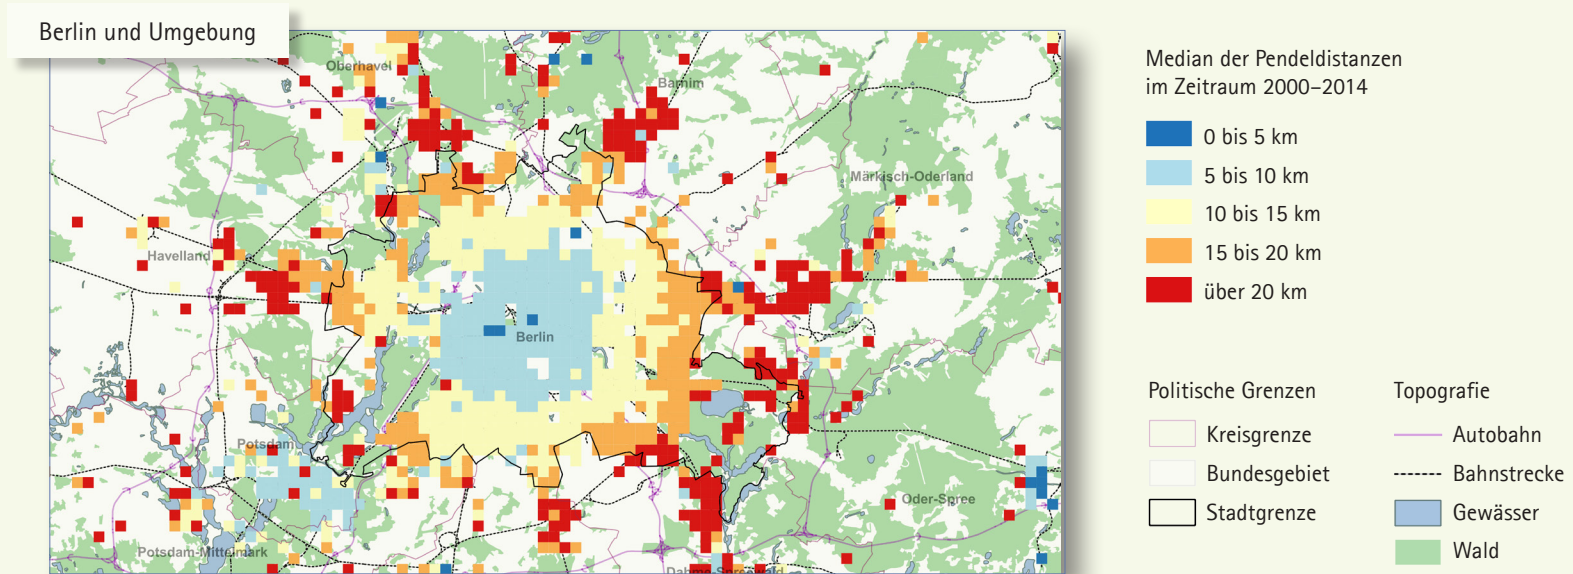 Berlin und Umgebung
Oberhavel
Barnim
Märkisch-Oderland
Havelland
Berlin
Potsdam
Oder-Spree
Potsdam-Mittelmark
Dahme-Spreewald
Median der Pendeldistanzen
im Zeitraum 2000–2014
0 bis 5 km
5 bis 10 km
10 bis 15 km
15 bis 20 km
über 20 km
Politische Grenzen
Kreisgrenze
Bundesgebiet
Stadtgrenze
Topografie
Autobahn
Bahnstrecke
Gewässer
Wald